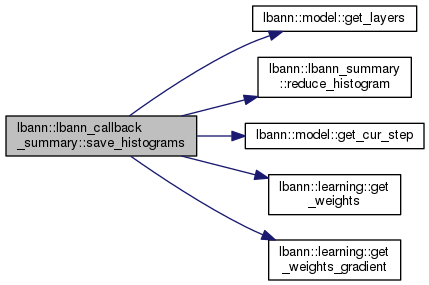 lbann::model::get_layers
lbann::lbann_summary
::reduce_histogram
lbann::lbann_callback
_summary::save_histograms
lbann::model::get_cur_step
lbann::learning::get
_weights
lbann::learning::get
_weights_gradient